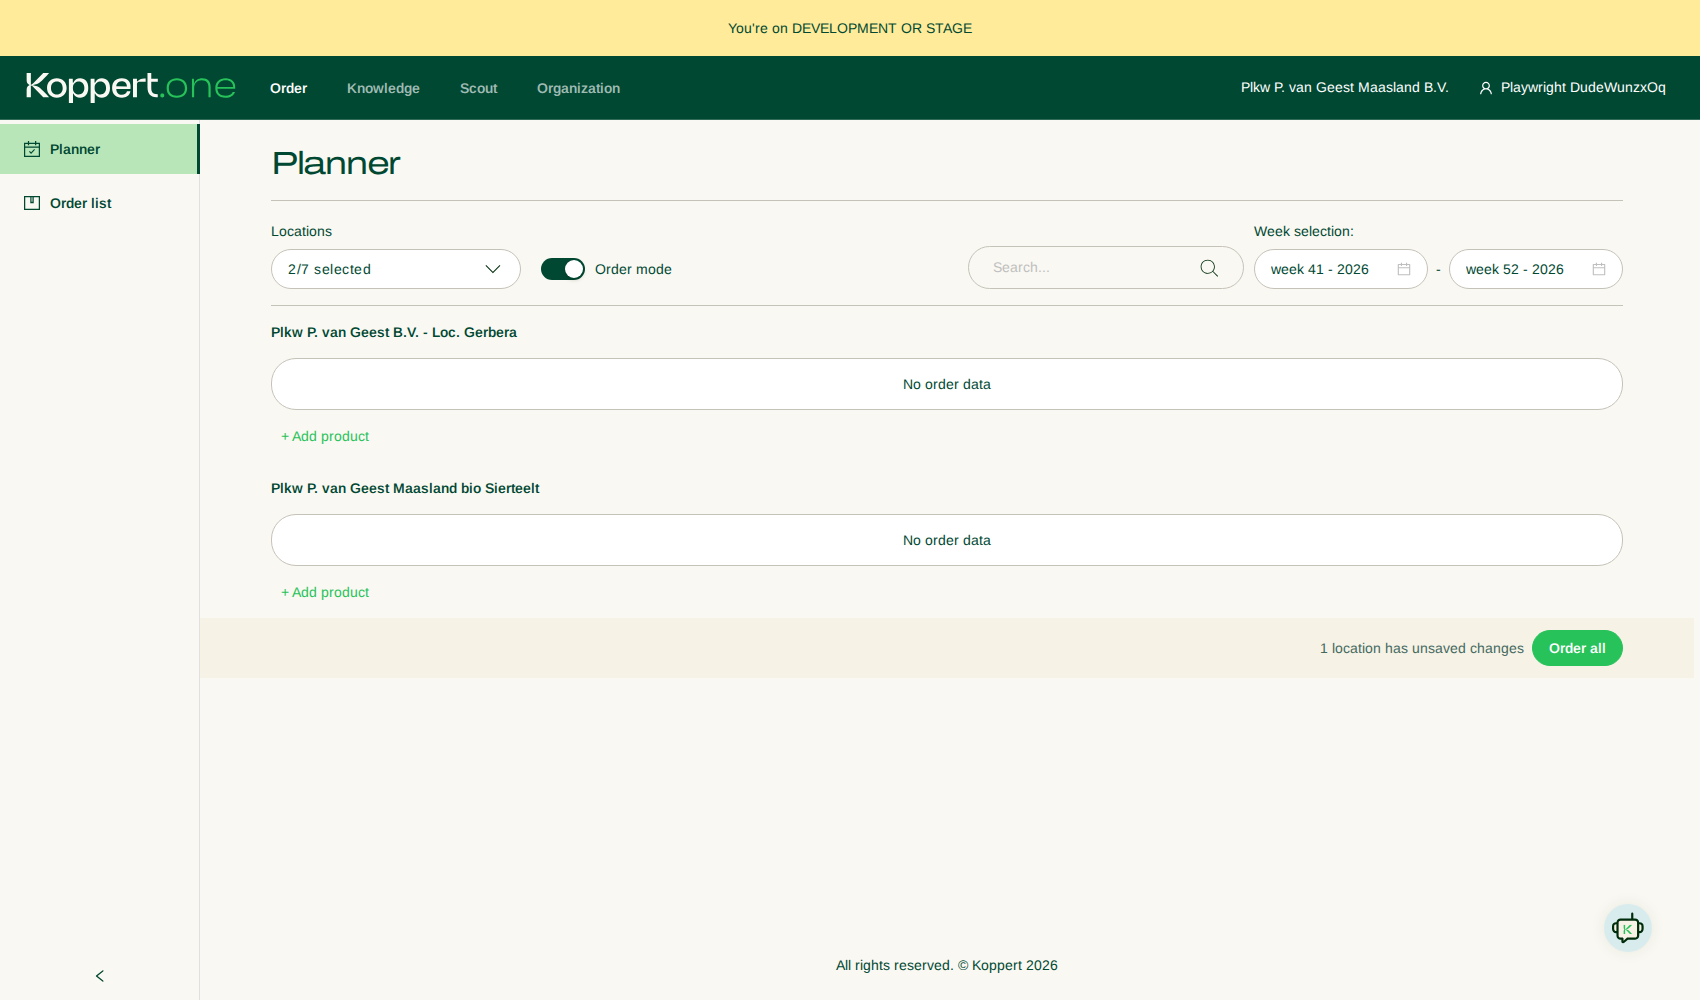 You're on DEVELOPMENT OR STAGE
Koppert.one
Order
Knowledge
Scout
Organization
Plkw P. van Geest Maasland B.V.
Playwright DudeWunzxOq
Planner
Order list
Planner
Locations
2/7 selected
Order mode
Search...
Week selection:
week 41 - 2026
-
week 52 - 2026
Plkw P. van Geest B.V. - Loc. Gerbera
No order data
+ Add product
Plkw P. van Geest Maasland bio Sierteelt
No order data
+ Add product
1 location has unsaved changes
Order all
K
All rights reserved. © Koppert 2026